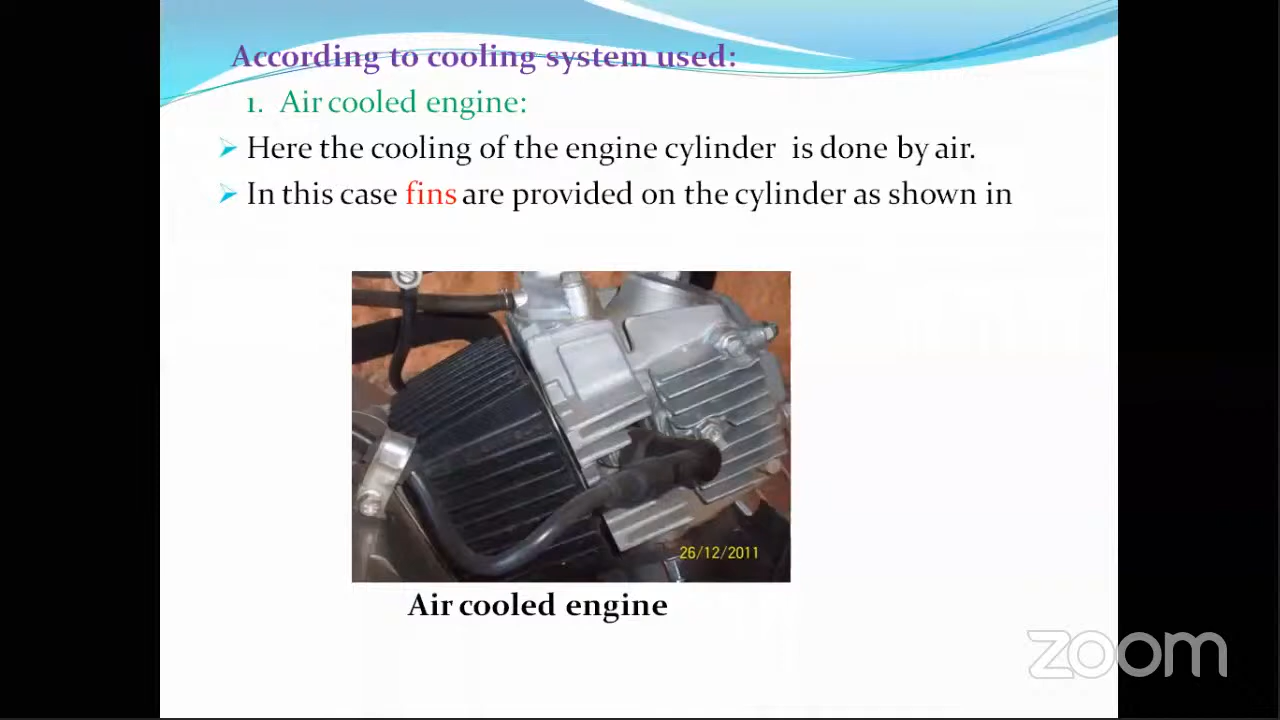 According to cooling system used:
1. Air cooled engine:
Here the cooling of the engine cylinder is done by air.
In this case fins are provided on the cylinder as shown in
26/12/2011
Air cooled engine
zoom